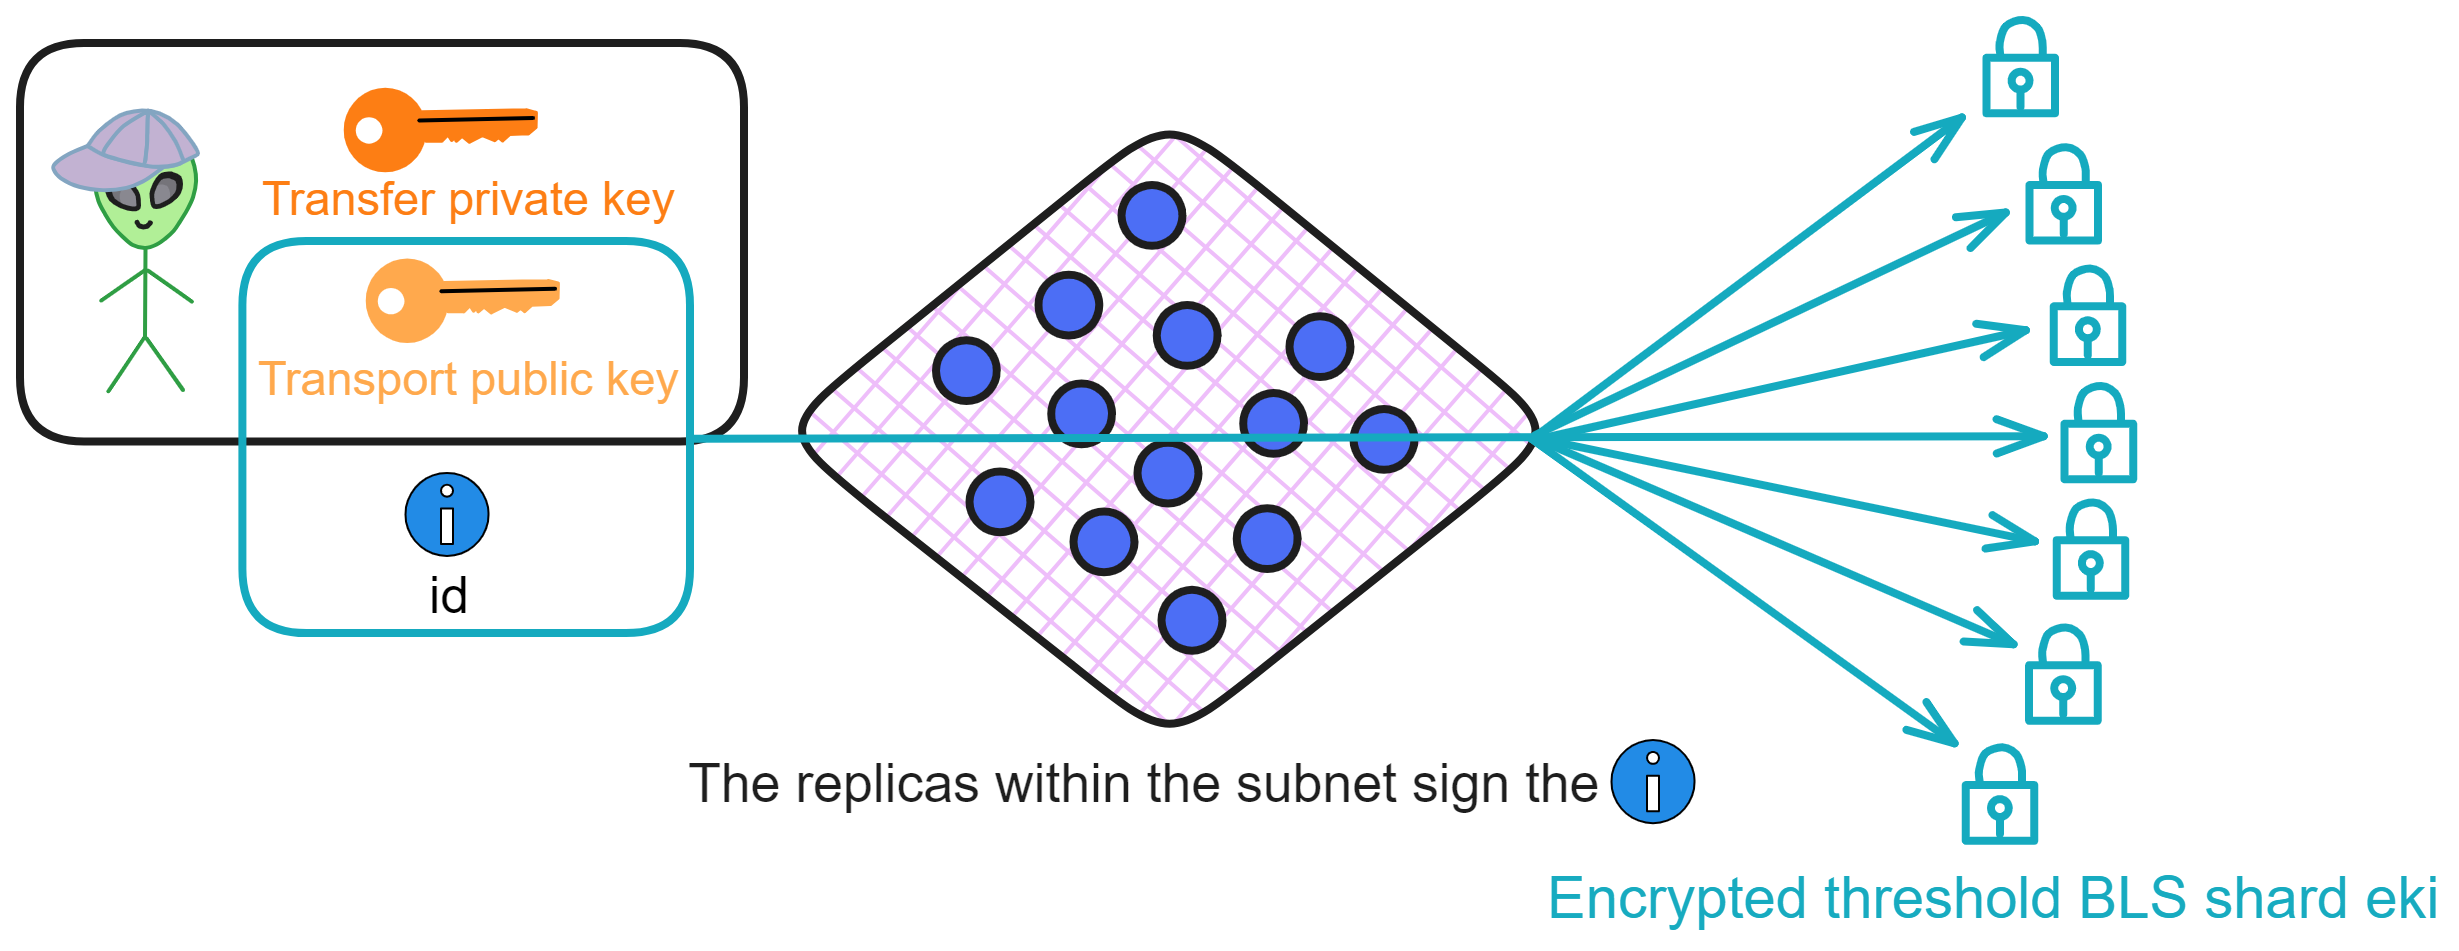 Transfer private key
Transport public key
id
The replicas within the subnet sign the
Encrypted threshold BLS shard eki